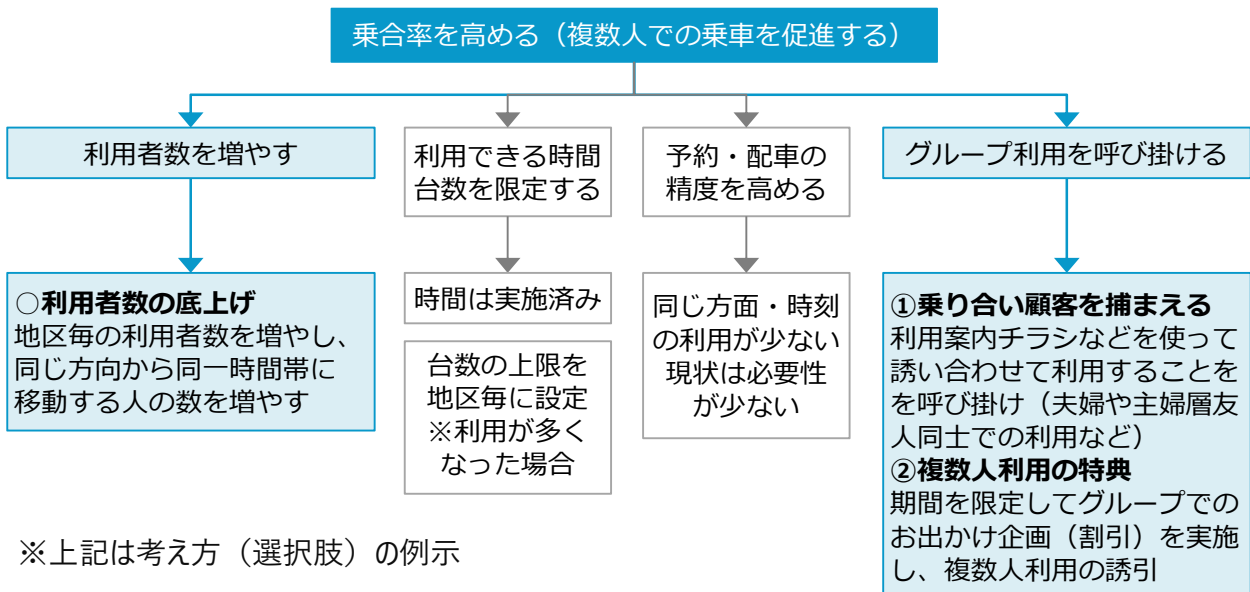 乗合率を高める（複数人での乗車を促進する）
利用者数を増やす
○利用者数の底上げ
地区毎の利用者数を増やし、
同じ方向から同一時間帯に
移動する人の数を増やす
利用できる時間
台数を限定する
時間は実施済み
台数の上限を
地区毎に設定
※利用が多く
なった場合
予約・配車の
精度を高める
同じ方面・時刻
の利用が少ない
現状は必要性
が少ない
グループ利用を呼び掛ける
①乗り合い顧客を捕まえる
利用案内チラシなどを使って
誘い合わせて利用することを
を呼び掛け（夫婦や主婦層友
人同士での利用など）
②複数人利用の特典
期間を限定してグループでの
お出かけ企画（割引）を実施
し、複数人利用の誘引
※上記は考え方（選択肢）の例示